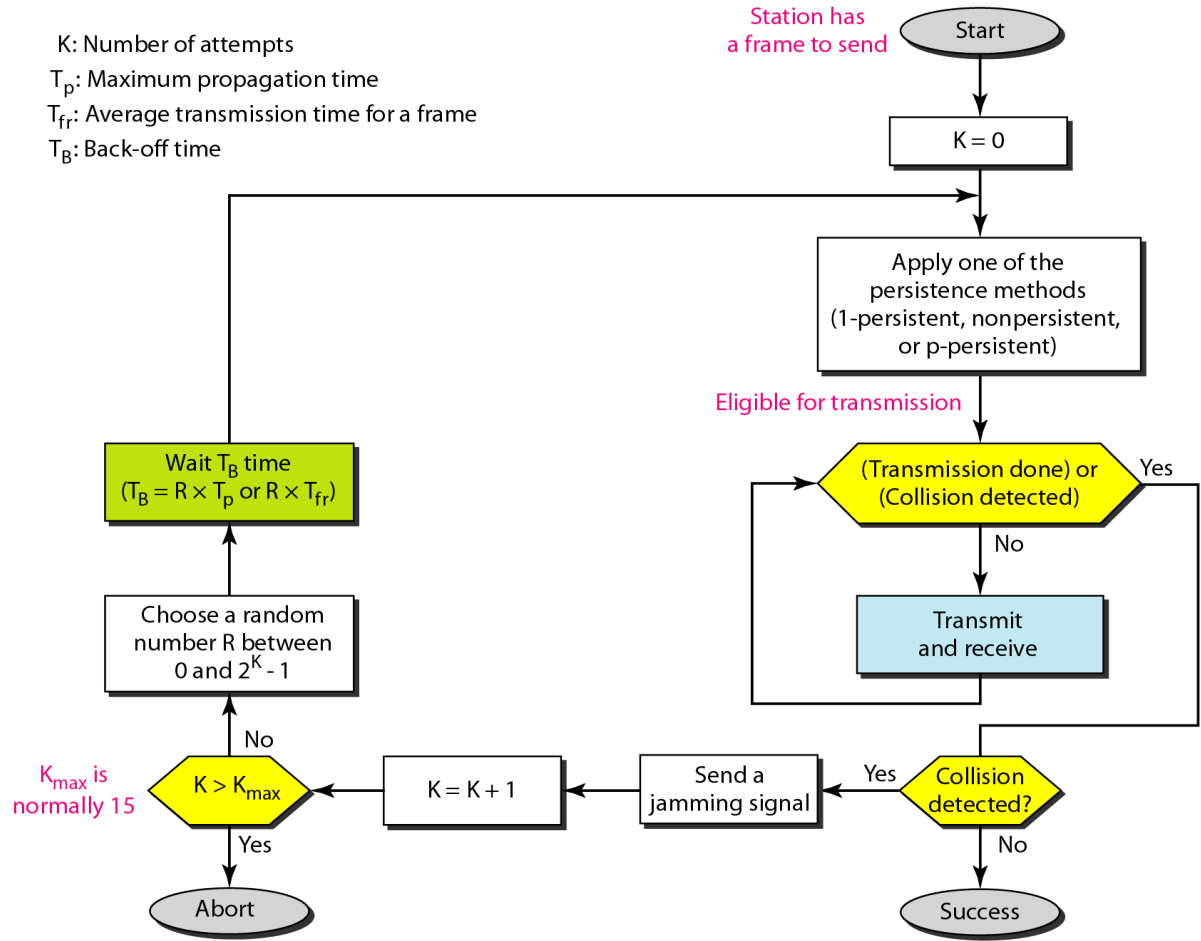 K: Number of attempts
Tp: Maximum propagation time
Tfr: Average transmission time for a frame
TB: Back-off time
Station has
a frame to send
Start
K = 0
Apply one of the
persistence methods
(1-persistent, nonpersistent,
or p-persistent)
Eligible for transmission
(Transmission done) or
(Collision detected)
Yes
No
Transmit
and receive
Collision
detected?
Yes
No
Success
Send a
jamming signal
K = K + 1
K > Kmax
Kmax is
normally 15
Yes
Abort
No
Choose a random
number R between
0 and 2^K - 1
Wait TB time
(TB = R × Tp or R × Tfr)